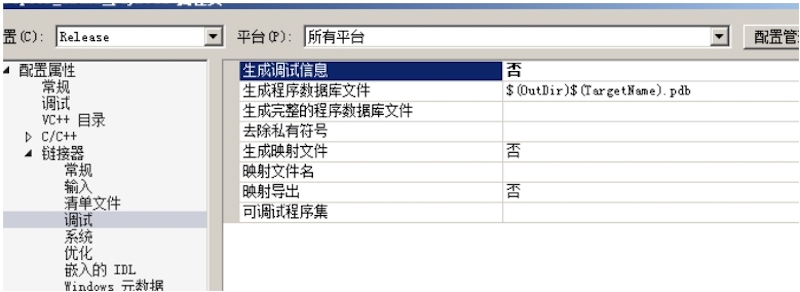 置(C): Release 平台(P): 所有平台 配置管
配置属性
常规
调试
VC++ 目录
C/C++
链接器
常规
输入
清单文件
调试
系统
优化
嵌入的 IDL
Windows 元数据
生成调试信息 否
生成程序数据库文件 $(OutDir)$(TargetName).pdb
生成完整的程序数据库文件
去除私有符号
生成映射文件 否
映射文件名
映射导出 否
可调试程序集